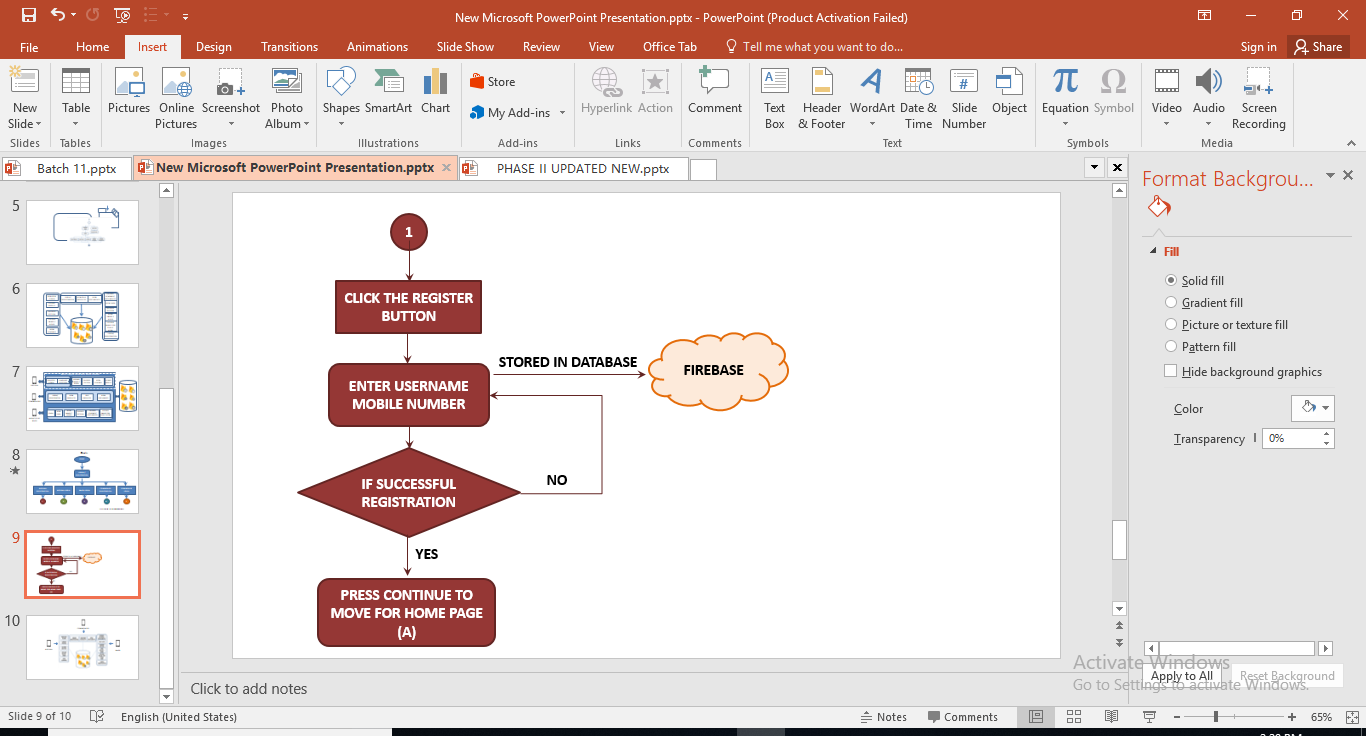 New Microsoft PowerPoint Presentation.pptx - PowerPoint (Product Activation Failed)
File Home Insert Design Transitions Animations Slide Show Review View Office Tab Tell me what you want to do... Sign in Share
New Slide
Table
Pictures
Online Pictures
Screenshot
Photo Album
Shapes
SmartArt
Chart
Store
My Add-ins
Hyperlink
Action
Comment
Text Box
Header & Footer
WordArt
Date & Time
Slide Number
#
Object
π
Equation
Ω
Symbol
Video
Audio
Screen Recording
Slides Tables Images Illustrations Add-ins Links Comments Text Symbols Media
Batch 11.pptx New Microsoft PowerPoint Presentation.pptx PHASE II UPDATED NEW.pptx
5
6
7
8
9
10
1
CLICK THE REGISTER
BUTTON
ENTER USERNAME
MOBILE NUMBER
STORED IN DATABASE
FIREBASE
IF SUCCESSFUL
REGISTRATION
NO
YES
PRESS CONTINUE TO
MOVE FOR HOME PAGE
(A)
Click to add notes
Format Backgrou...
Fill
Solid fill
Gradient fill
Picture or texture fill
Pattern fill
Hide background graphics
Color
Transparency 0%
Apply to All Reset Background
Activate Windows
Go to Settings to activate Windows.
Slide 9 of 10 English (United States) Notes Comments 65%